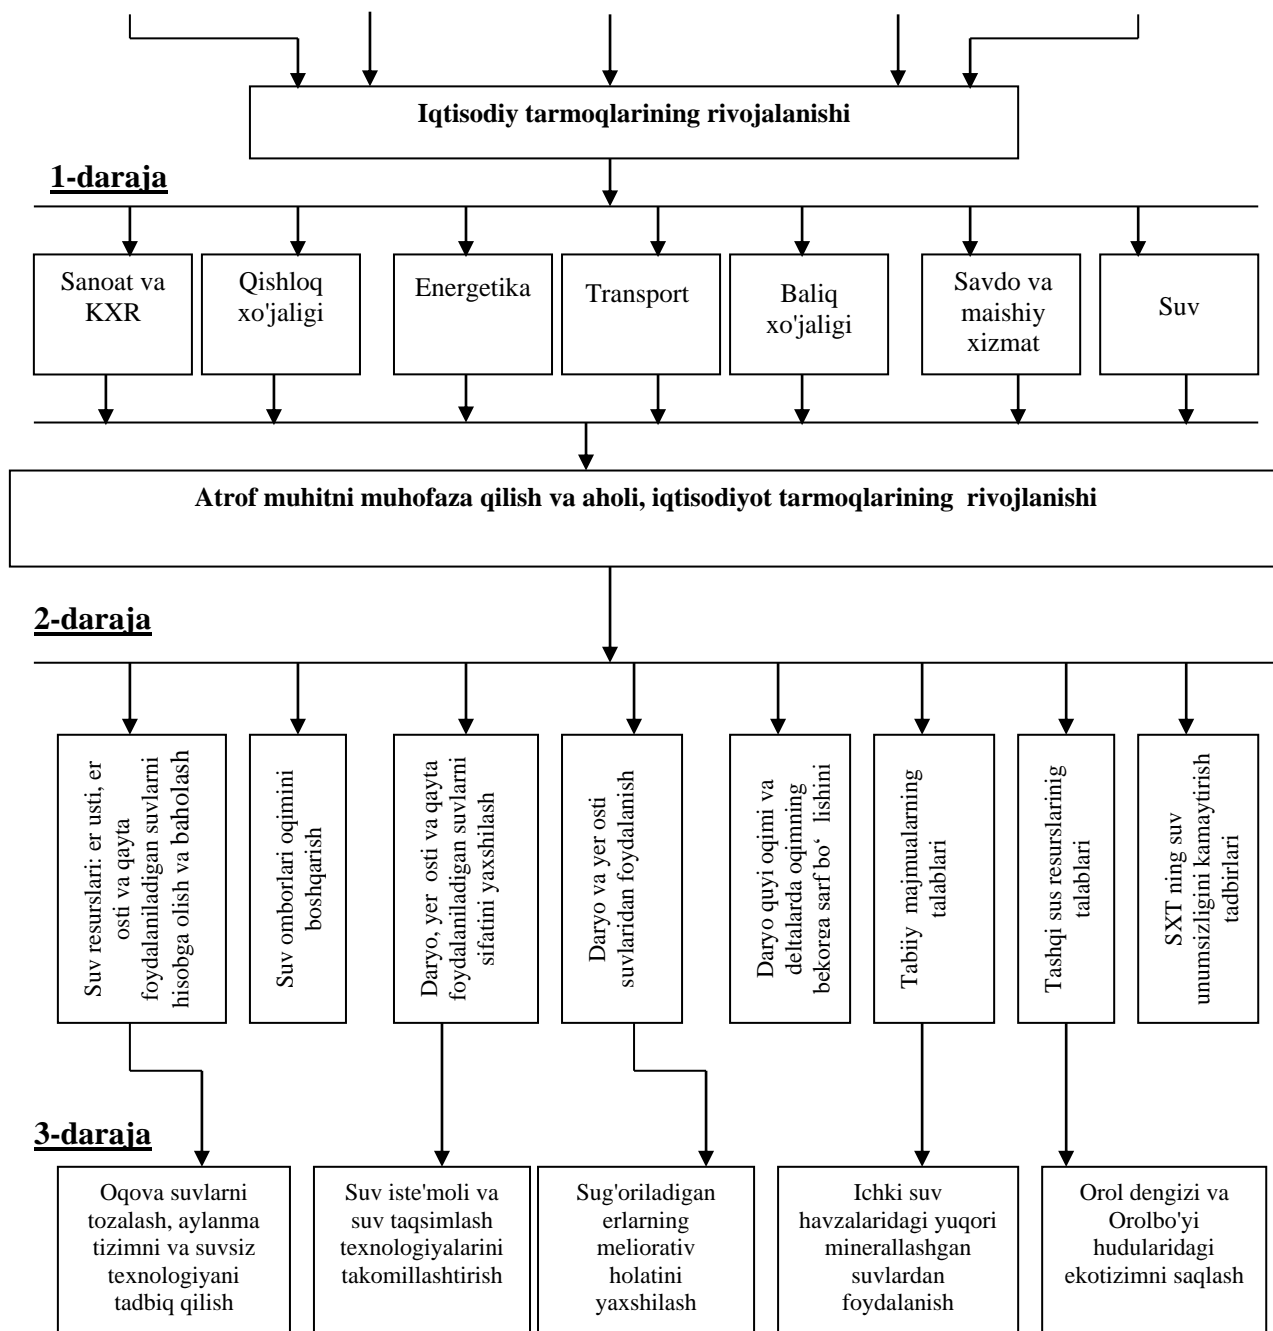 Iqtisodiy tarmoqlarining rivojalanishi
1-daraja
Sanoat va
KXR
Qishloq
xo'jaligi
Energetika
Transport
Baliq
xo'jaligi
Savdo va
maishiy
xizmat
Suv
Atrof muhitni muhofaza qilish va aholi, iqtisodiyot tarmoqlarining rivojlanishi
2-daraja
Suv resurslari: er usti, er
osti va qayta
foydalaniladigan suvlarni
hisobga olish va baholash
Suv omborlari oqimini
boshqarish
Daryo, yer osti va qayta
foydalaniladigan suvlarni
sifatini yaxshilash
Daryo va yer osti
suvlaridan foydalanish
Daryo quyi oqimi va
deltalarda oqimning
bekorga sarf bo‘ lishini
Tabiiy majmualarning
talablari
Tashqi sus resurslarinig
talablari
SXT ning suv
unumsizligini kamaytirish
tadbirlari
3-daraja
Oqova suvlarni
tozalash, aylanma
tizimni va suvsiz
texnologiyani
tadbiq qilish
Suv iste'moli va
suv taqsimlash
texnologiyalarini
takomillashtirish
Sug'oriladigan
erlarning
meliorativ
holatini
yaxshilash
Ichki suv
havzalaridagi yuqori
minerallashgan
suvlardan
foydalanish
Orol dengizi va
Orolbo'yi
hudularidagi
ekotizimni saqlash